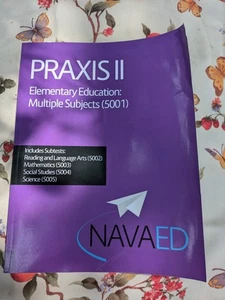 PRAXIS II
Elementary Education:
Multiple Subjects (5001)
Includes Subtests:
Reading and Language Arts (5002)
Mathematics (5003)
Social Studies (5004)
Science (5005)
NAVAED